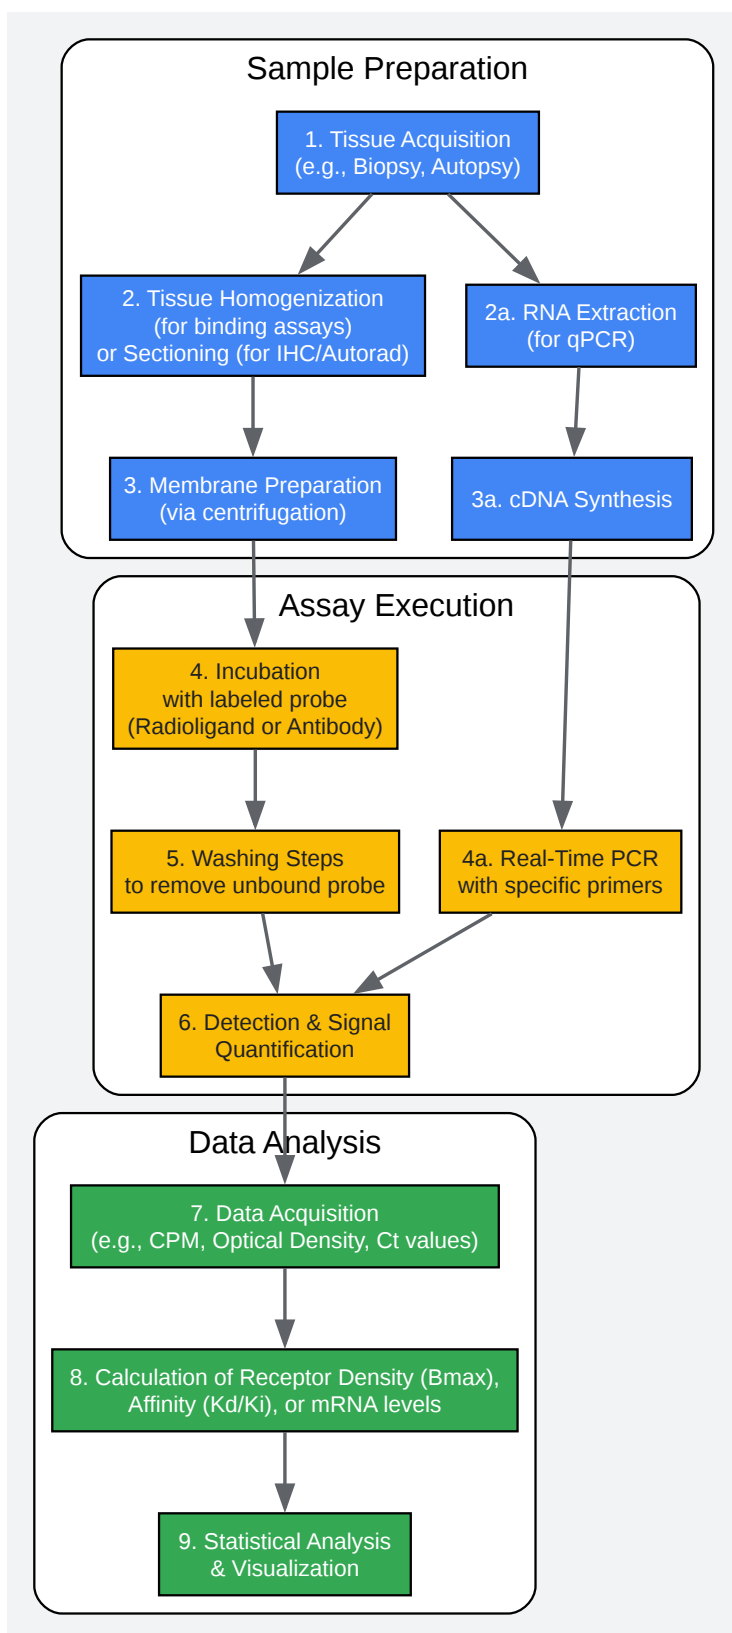 Sample Preparation
1. Tissue Acquisition
(e.g., Biopsy, Autopsy)
2. Tissue Homogenization
(for binding assays)
or Sectioning (for IHC/Autorad)
2a. RNA Extraction
(for qPCR)
3. Membrane Preparation
(via centrifugation)
3a. cDNA Synthesis
Assay Execution
4. Incubation
with labeled probe
(Radioligand or Antibody)
5. Washing Steps
to remove unbound probe
4a. Real-Time PCR
with specific primers
6. Detection & Signal
Quantification
Data Analysis
7. Data Acquisition
(e.g., CPM, Optical Density, Ct values)
8. Calculation of Receptor Density (Bmax),
Affinity (Kd/Ki), or mRNA levels
9. Statistical Analysis
& Visualization